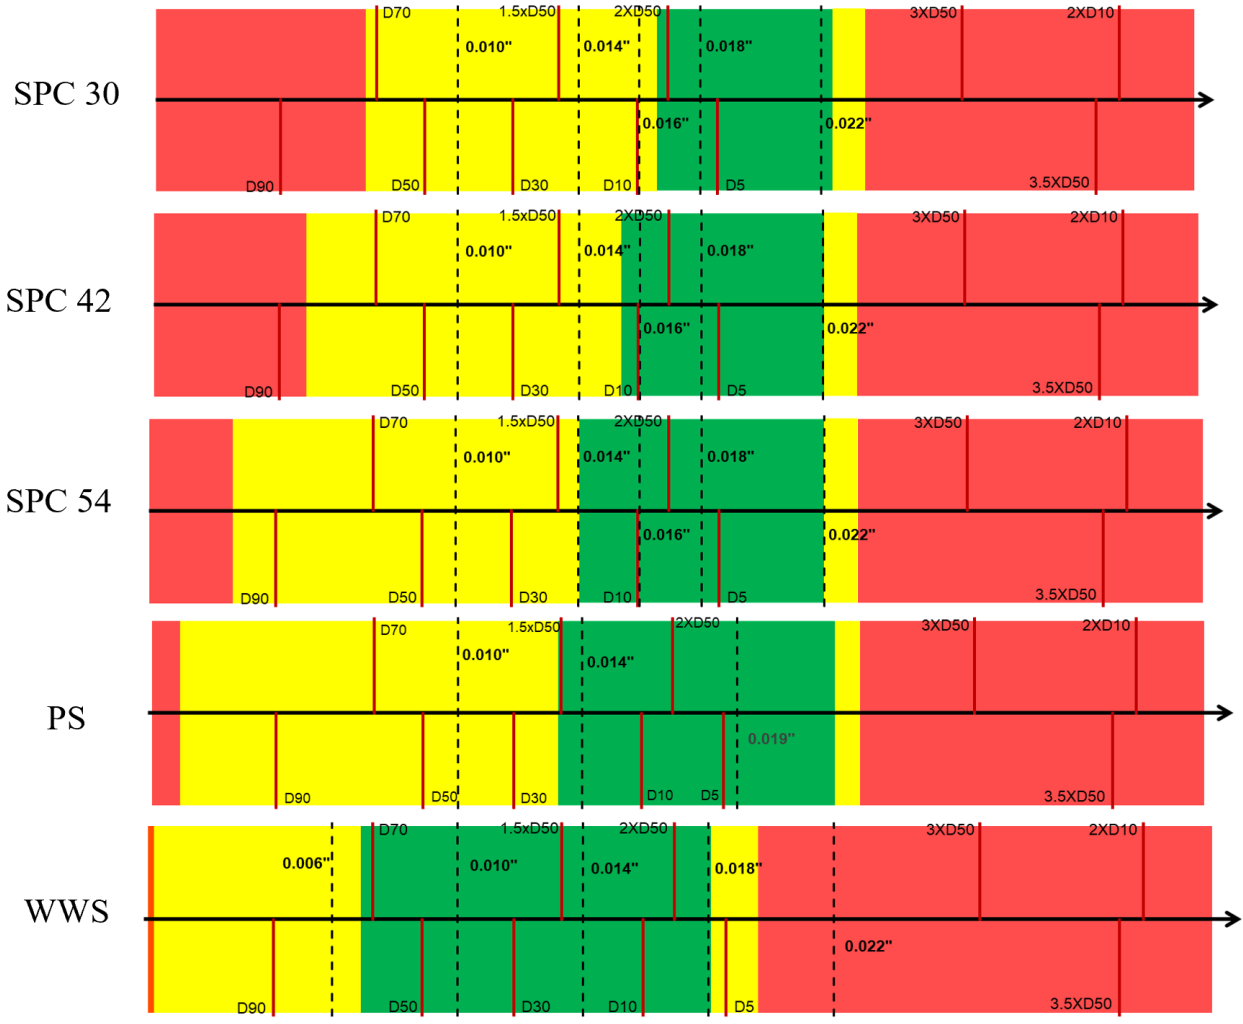 D70
1.5xD50
2XD50
3XD50
2XD10
0.010"
0.014"
0.018"
SPC 30
0.016"
0.022"
D90
D50
D30
D10
D5
3.5XD50
D70
1.5xD50
2XD50
3XD50
2XD10
0.010"
0.014"
0.018"
SPC 42
0.016"
0.022"
D90
D50
D30
D10
D5
3.5XD50
D70
1.5xD50
2XD50
3XD50
2XD10
0.010"
0.014"
0.018"
SPC 54
0.016"
0.022"
D90
D50
D30
D10
D5
3.5XD50
D70
1.5xD50
2XD50
3XD50
2XD10
0.010"
0.014"
PS
0.019"
D90
D50
D30
D10
D5
3.5XD50
D70
1.5xD50
2XD50
3XD50
2XD10
0.006"
0.010"
0.014"
0.018"
WWS
0.022"
D90
D50
D30
D10
D5
3.5XD50